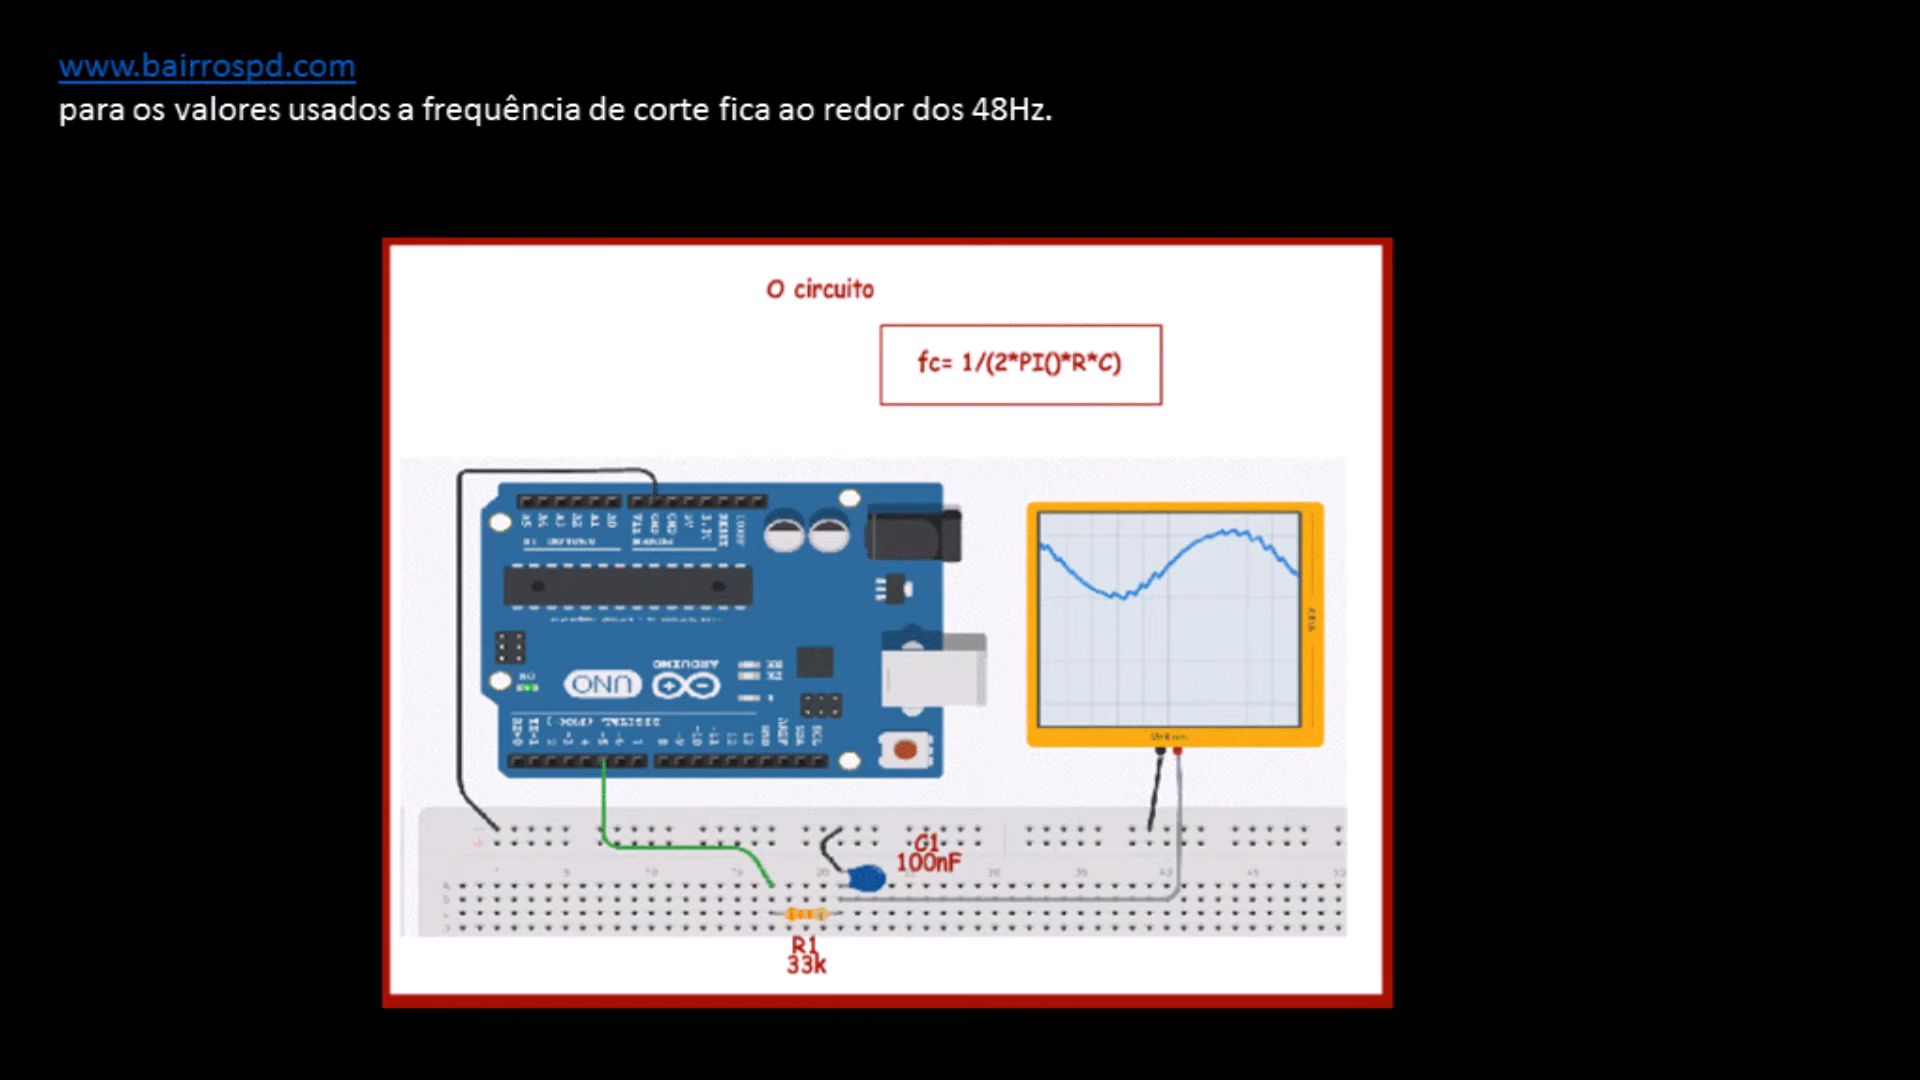 www.bairrospd.com
para os valores usados a frequência de corte fica ao redor dos 48Hz.
O circuito
fc= 1/(2*PI()*R*C)
UNO
ARDUINO
C1
100nF
R1
33k